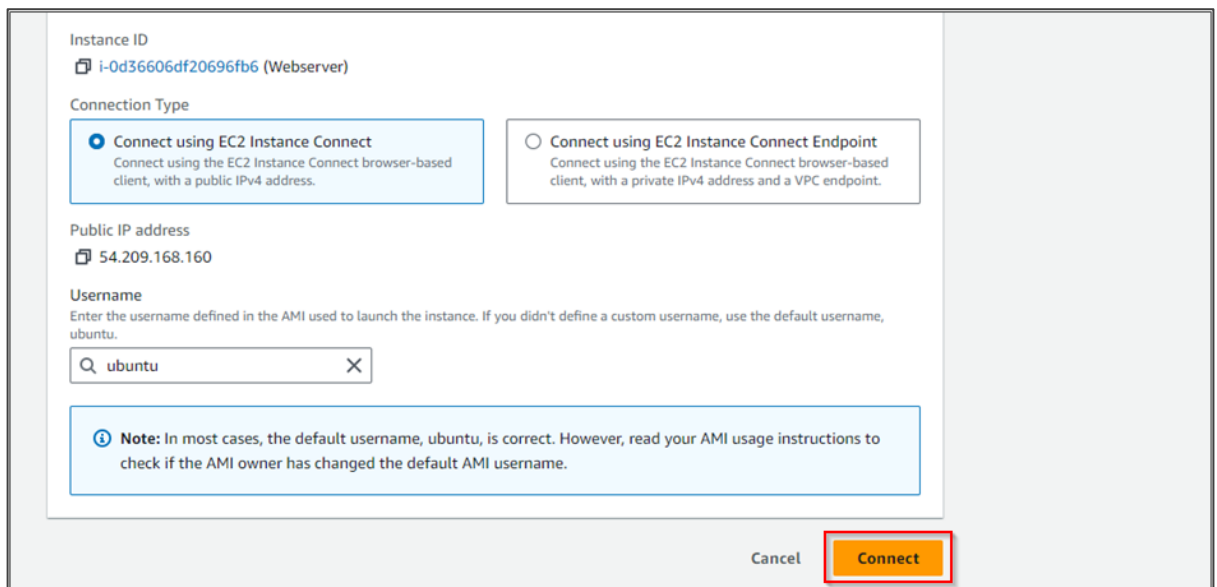 Instance ID
i-0d36606df20696fb6 (Webserver)
Connection Type
Connect using EC2 Instance Connect
Connect using the EC2 Instance Connect browser-based
client, with a public IPv4 address.
Connect using EC2 Instance Connect Endpoint
Connect using the EC2 Instance Connect browser-based
client, with a private IPv4 address and a VPC endpoint.
Public IP address
54.209.168.160
Username
Enter the username defined in the AMI used to launch the instance. If you didn't define a custom username, use the default username,
ubuntu.
ubuntu
Note: In most cases, the default username, ubuntu, is correct. However, read your AMI usage instructions to
check if the AMI owner has changed the default AMI username.
Cancel Connect